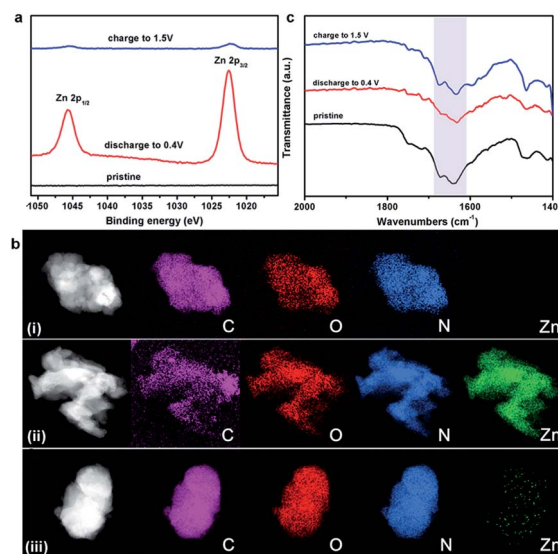 a
charge to 1.5V
Zn 2p3/2
Zn 2p1/2
discharge to 0.4V
pristine
1050 1045 1040 1035 1030 1025 1020
Binding energy (eV)
c
Transmittance (a.u.)
charge to 1.5 V
discharge to 0.4 V
pristine
2000 1800 1600 140
Wavenumbers (cm-1)
b
(i) C O N Zn
(ii) C O N Zn
(iii) C O N Zn